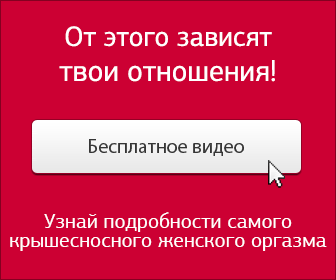 От этого зависят
твои отношения!
Бесплатное видео
Узнай подробности самого
крышесносного женского оргазма